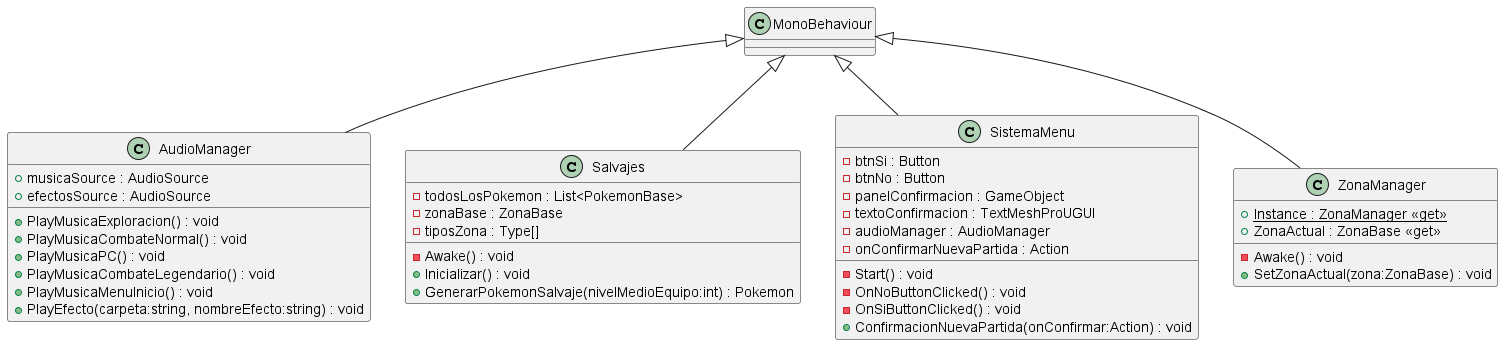 C MonoBehaviour
C AudioManager
musicaSource : AudioSource
efectosSource : AudioSource
PlayMusicaExploracion() : void
PlayMusicaCombateNormal() : void
PlayMusicaPC() : void
PlayMusicaCombateLegendario() : void
PlayMusicaMenuInicio() : void
PlayEfecto(carpeta:string, nombreEfecto:string) : void
C Salvajes
todosLosPokemon : List<PokemonBase>
zonaBase : ZonaBase
tiposZona : Type[]
Awake() : void
Inicializar() : void
GenerarPokemonSalvaje(nivelMedioEquipo:int) : Pokemon
C SistemaMenu
btnSi : Button
btnNo : Button
panelConfirmacion : GameObject
textoConfirmacion : TextMeshProUGUI
audioManager : AudioManager
onConfirmarNuevaPartida : Action
Start() : void
OnNoButtonClicked() : void
OnSiButtonClicked() : void
ConfirmacionNuevaPartida(onConfirmar:Action) : void
C ZonaManager
Instance : ZonaManager «get»
ZonaActual : ZonaBase «get»
Awake() : void
SetZonaActual(zona:ZonaBase) : void